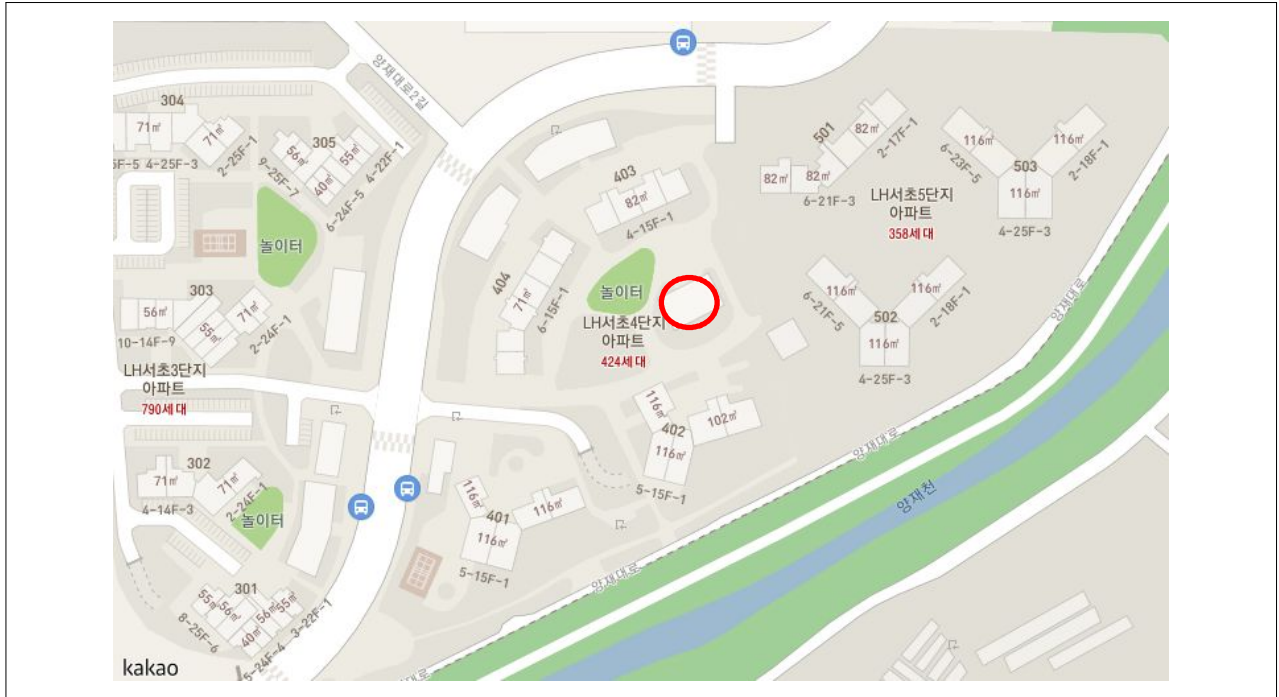 양재대로2길
304
71㎡
71㎡
5F-5
4-25F-3
2-25F-1
305
56㎡
40㎡
55㎡
9-25F-7
6-24F-5
4-22F-1
놀이터
303
56㎡
55㎡
71㎡
10-14F-9
2-24F-1
LH서초3단지
아파트
790세대
302
71㎡
71㎡
4-14F-3
2-24F-1
놀이터
301
55㎡
56㎡
40㎡
56㎡
55㎡
8-25F-6
5-24F-4
3-22F-1
403
82㎡
4-15F-1
404
71㎡
6-15F-1
놀이터
LH서초4단지
아파트
424세대
116㎡
402
102㎡
116㎡
5-15F-1
116㎡
401
116㎡
116㎡
5-15F-1
501
82㎡
82㎡
82㎡
2-17F-1
6-21F-3
LH서초5단지
아파트
358세대
116㎡
116㎡
503
116㎡
6-23F-5
2-18F-1
4-25F-3
116㎡
116㎡
502
116㎡
6-21F-5
2-18F-1
4-25F-3
양재대로
양재대로
양재대로
양재천
kakao